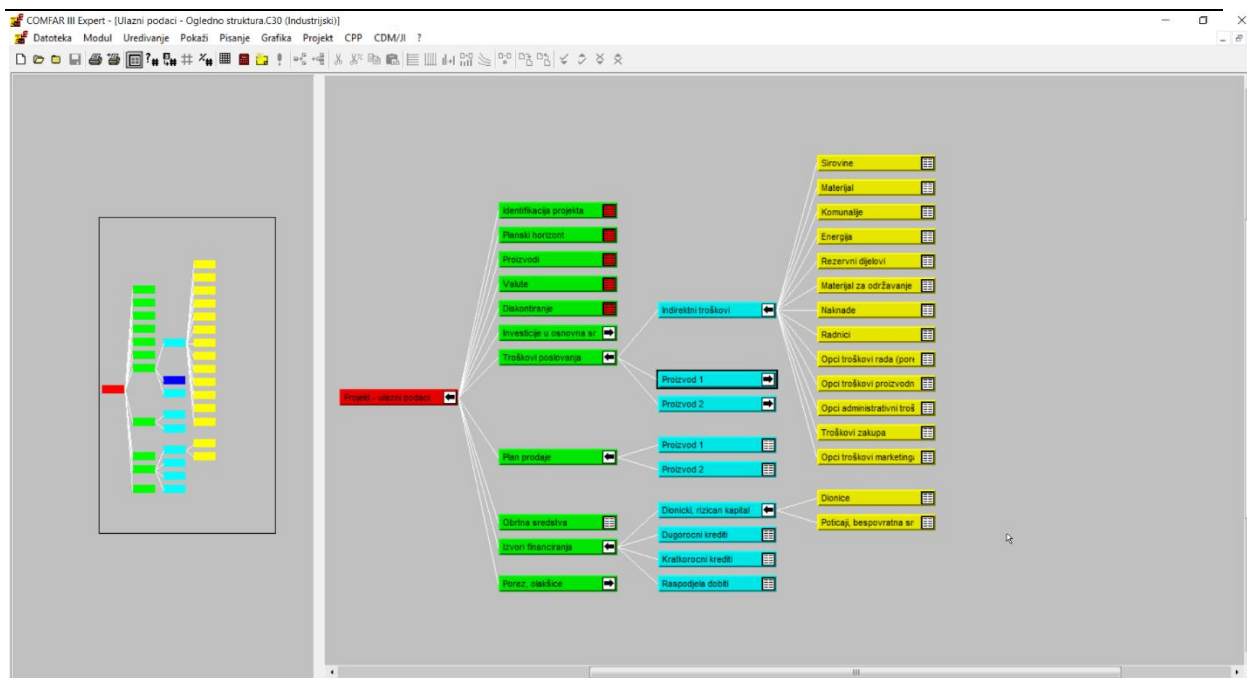 COMFAR III Expert - [Ulazni podaci - Ogledno struktura.C30 (Industrijski)]
Datoteka Modul Uredivanje Pokaži Pisanje Grafika Projekt CPP CDM/JI ?
Projekt - ulazni podaci
Identifikacija projekta
Planski horizont
Proizvodi
Valute
Diskontiranje
Investicije u osnovna sr
Troškovi poslovanja
Plan prodaje
Obrtna sredstva
Izvori financiranja
Porez, olakšice
Indirektni troškovi
Proizvod 1
Proizvod 2
Proizvod 1
Proizvod 2
Dionicki, rizican kapital
Dugorocni krediti
Kratkorocni krediti
Raspodjela dobiti
Sirovine
Materijal
Komunalije
Energija
Rezervni dijelovi
Materijal za održavanje
Naknade
Radnici
Opci troškovi rada (pore
Opci troškovi proizvodn
Opci administrativni troš
Troškovi zakupa
Opci troškovi marketinga
Dionice
Poticaji, bespovratna sr